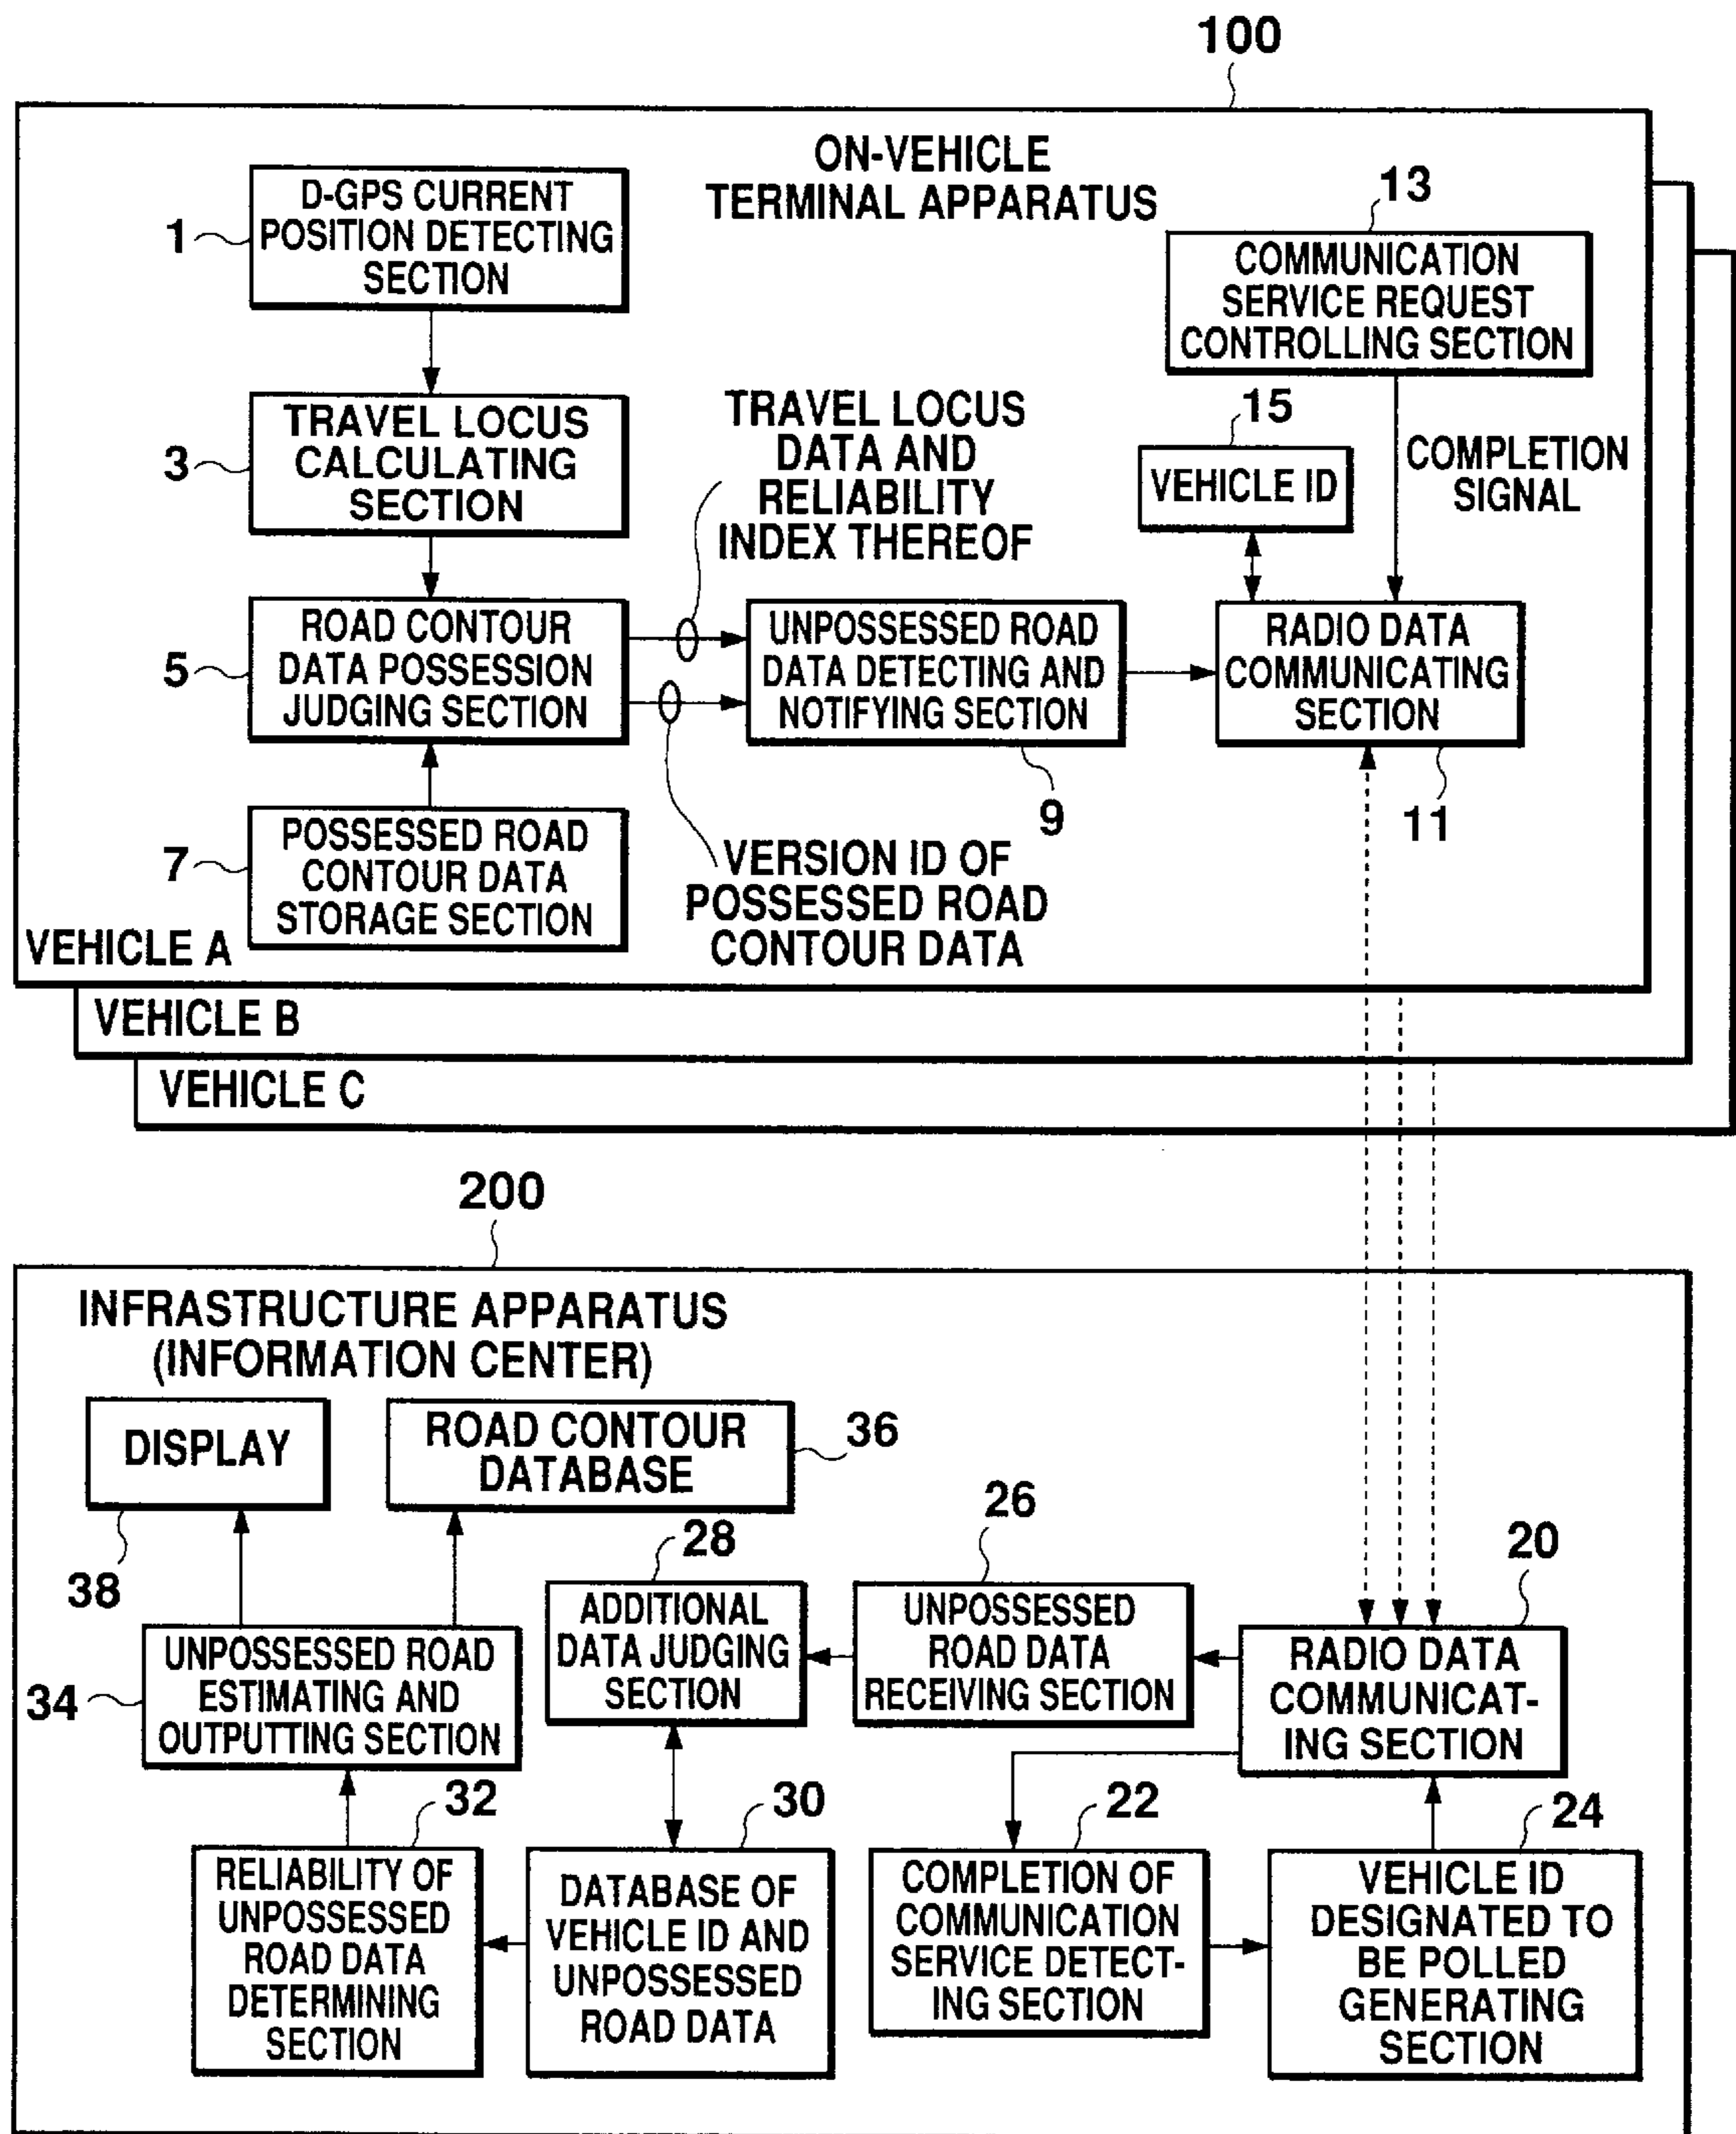 100
ON-VEHICLE
TERMINAL APPARATUS
D-GPS CURRENT
POSITION DETECTING
SECTION
1
13
COMMUNICATION
SERVICE REQUEST
CONTROLLING SECTION
TRAVEL LOCUS
CALCULATING
SECTION
3
TRAVEL LOCUS
DATA AND
RELIABILITY
INDEX THEREOF
15
VEHICLE ID
COMPLETION
SIGNAL
ROAD CONTOUR
DATA POSSESSION
JUDGING SECTION
5
UNPOSSESSED ROAD
DATA DETECTING AND
NOTIFYING SECTION
9
RADIO DATA
COMMUNICATING
SECTION
11
POSSESSED ROAD
CONTOUR DATA
STORAGE SECTION
7
VERSION ID OF
POSSESSED ROAD
CONTOUR DATA
VEHICLE A
VEHICLE B
VEHICLE C
200
INFRASTRUCTURE APPARATUS
(INFORMATION CENTER)
DISPLAY
38
ROAD CONTOUR
DATABASE
36
28
ADDITIONAL
DATA JUDGING
SECTION
26
UNPOSSESSED
ROAD DATA
RECEIVING SECTION
20
RADIO DATA
COMMUNICAT-
ING SECTION
34
UNPOSSESSED ROAD
ESTIMATING AND
OUTPUTTING SECTION
32
RELIABILITY OF
UNPOSSESSED
ROAD DATA
DETERMINING
SECTION
30
DATABASE OF
VEHICLE ID AND
UNPOSSESSED
ROAD DATA
22
COMPLETION OF
COMMUNICATION
SERVICE DETECT-
ING SECTION
24
VEHICLE ID
DESIGNATED TO
BE POLLED
GENERATING
SECTION